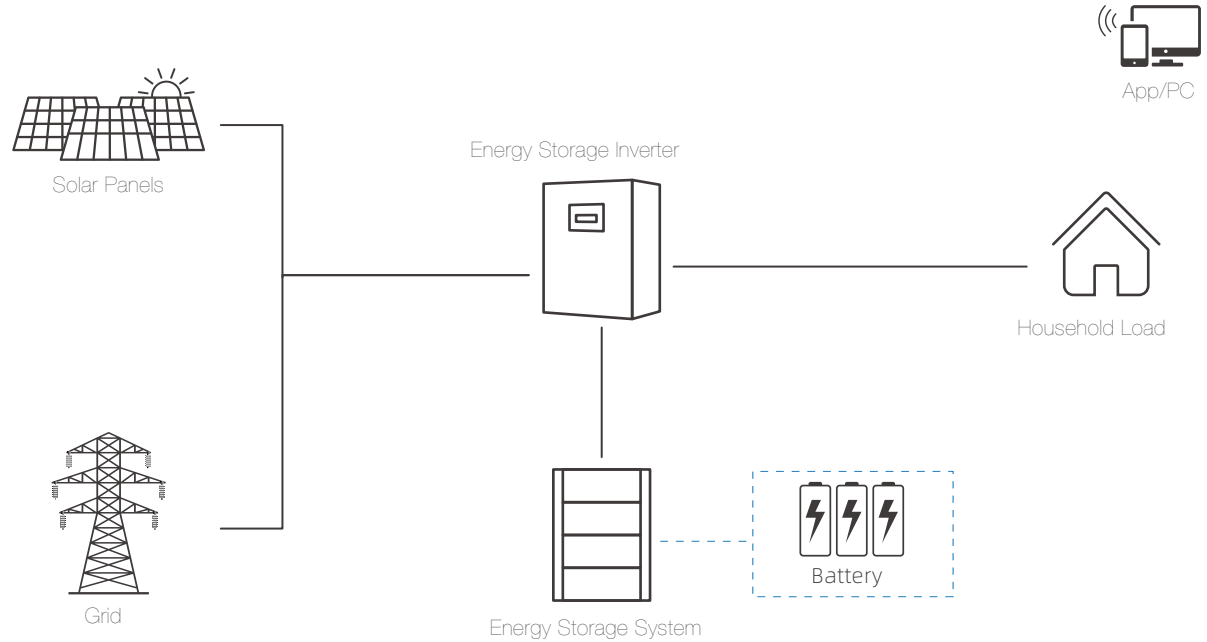 App/PC
Energy Storage Inverter
Solar Panels
Household Load
Battery
Grid
Energy Storage System